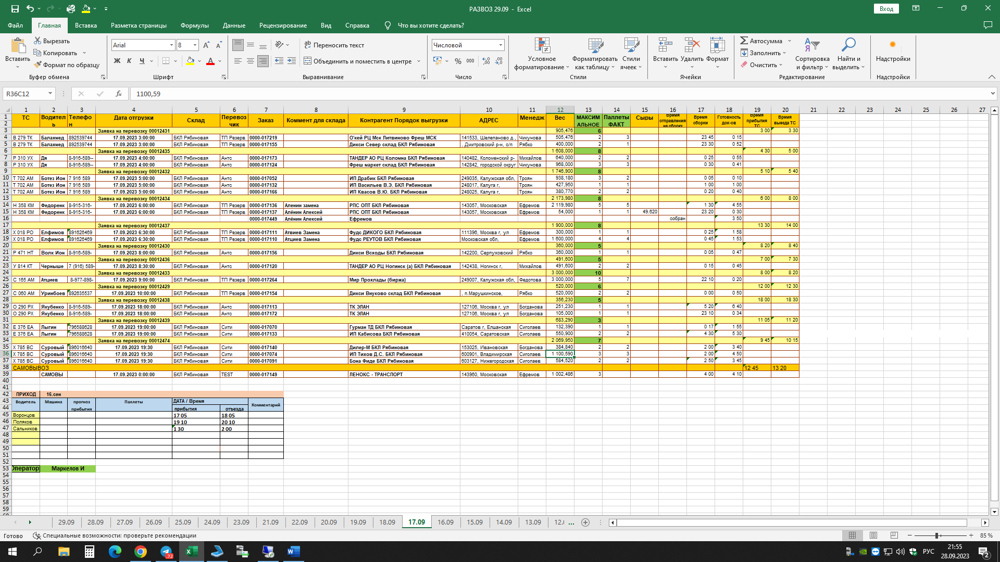 РАЗВОЗ 29.09 - Excel
Вход
Файл Главная Вставка Разметка страницы Формулы Данные Рецензирование Вид Справка Что вы хотите сделать?
Вставить Вырезать Копировать Формат по образцу Буфер обмена
Arial 8 Ж К Ч Шрифт
Переносить текст Объединить и поместить в центре Выравнивание
Числовой % 000 Число
Условное форматирование Форматировать как таблицу Стили ячеек Стили
Вставить Удалить Формат Ячейки
Автосумма Заполнить Очистить Сортировка и фильтр Найти и выделить Редактирование
Настройки Надстройки
R36C12 fx 1100,59
1 2 3 4 5 6 7 8 9 10 11 12 13 14 15 16 17 18 19 20 21 22 23 24 25 26 27
1 2 ТС Водитель Телефон Дата отгрузки Склад Перевозчик Заказ Коммент для склада Контрагент Порядок выгрузки АДРЕС Менедж Вес МАКСИМАЛЬНОЕ Паллеты ФАКТ Сыры Время отправления на сборку Время сборки Готовность док-ов Время прибытия ТС Время выезда ТС
3 Заявка на перевозку 00012431 905,476 6 3 00 3 30
4 В 279 ТК Балахмед 892539744 17.09.2023 3:00:00 БКЛ Рябиновая ТП Резерв 0000-017219 О'кей РЦ Мск Литвиново Фреш МСК 141533, Шелепаново д., Чикунова 505,476 2 3 23 45 0 15
5 В 279 ТК Балахмед 892539744 17.09.2023 3:00:00 БКЛ Рябиновая ТП Резерв 0000-017155 Дикси Север склад БКЛ Рябиновая , Дмитровский р-н, с/п Рябко 400,000 2 1 23 30 0 52
6 Заявка на перевозку 00012435 1 608,000 8 4 30 5 00
7 Р 310 УХ Дя 8-916-589-- 17.09.2023 4:00:00 БКЛ Рябиновая Антс 0000-017173 ТАНДЕР АО РЦ Коломна БКЛ Рябиновая 140482, Коломенский р- Михайлов 640,000 2 2 0 25 0 55
8 Р 310 УХ Дя 8-916-589-- 17.09.2023 4:00:00 БКЛ Рябиновая Антс 0000-017124 Фреш маркет склад БКЛ Рябиновая 142842, городской округ Чикунова 968,000 3 3 0 30 0 41
9 Заявка на перевозку 00012432 1 746,900 8 5 10 5 40
10 Т 702 АМ Ботез Ион 7 916 589 17.09.2023 5:00:00 БКЛ Рябиновая Антс 0000-017052 ИП Драбик БКЛ Рябиновая 249035, Калужская обл, Троян 938,180 3 2 0 05 0 10
11 Т 702 АМ Ботез Ион 7 916 589 17.09.2023 5:00:00 БКЛ Рябиновая Антс 0000-017132 ИП Васильев В.Э. БКЛ Рябиновая 248017, Калуга г, Троян 427,950 1 1 1 00 1 00
12 Т 702 АМ Ботез Ион 7 916 589 17.09.2023 5:00:00 БКЛ Рябиновая Антс 0000-017166 ИП Квасов В.Ю. БКЛ Рябиновая 248025, Калуга г, Троян 380,770 2 2 0 20 0 40
13 Заявка на перевозку 00012434 2 173,980 8 6 00 8 00
14 Н 358 КМ Федоренк 8-915-316- 17.09.2023 6:00:00 БКЛ Рябиновая ТП Резерв 0000-017136 Аленин замена РПС ОПТ БКЛ Рябиновая 143057, Московская Ефремов 2 119,980 5 5 1 30 4 55
15 Н 358 КМ Федоренк 8-915-316- 17.09.2023 6:00:00 БКЛ Рябиновая ТП Резерв 0000-017137 Алёнин Алексей РПС ОПТ БКЛ Рябиновая 143057, Московская Ефремов 54,000 1 1 49.620 23 20 0 30
16 0000-017449 Алёнин Алексей Ефремов собран 3 50
17 Заявка на перевозку 00012437 1 900,000 8 13 30 14 00
18 Х 018 РО Елфимов 891626469 17.09.2023 6:30:00 БКЛ Рябиновая ТП Резерв 0000-017111 Атвиев Замена Фудс ДИКОГО БКЛ Рябиновая 111396, Москва г, ул Ефремов 300,000 1 1 0 25 1 58
19 Х 018 РО Елфимов 891626469 17.09.2023 6:30:00 БКЛ Рябиновая ТП Резерв 0000-017110 Атциев Замена Фудс РЕУТОВ БКЛ Рябиновая Московская обл, Ефремов 1 600,000 4 4 0 45 1 53
20 Заявка на перевозку 00012430 360,000 5 8 20 8 40
21 Р 471 НТ Волк Ион 8-916-589- 17.09.2023 8:00:00 БКЛ Рябиновая Антс 0000-017156 Дикси Всходы БКЛ Рябиновая 142200, Серпуховский Рябко 360,000 1 1 0 05 0 47
22 Заявка на перевозку 00012436 491,600 5 7 00 7 30
23 У 814 КТ Черныше 7 (916) 589- 17.09.2023 8:30:00 БКЛ Рябиновая Антс 0000-017120 ТАНДЕР АО РЦ Ногинск (а) БКЛ Рябиновая 142438, Ногинск г, Михайлов 491,600 2 2 0 15 0 45
24 Заявка на перевозку 00012433 3 000,000 10 8 00 8 20
25 С 165 АМ Атциев 8-977-898- 17.09.2023 9:00:00 БКЛ Рябиновая ТП Резерв 0000-017264 Мир Прохлады (биржа) 249007, Калужская обл, Федотова 3 000,000 5 7 22 10 0 20
26 Заявка на перевозку 00012429 520,000 6 12 00 12 30
27 С 060 АМ Уринбоев 892635537 17.09.2023 10:00:00 БКЛ Рябиновая ТП Резерв 0000-017154 Дикси Внуково склад БКЛ Рябиновая , п.Марушкинское, Рябко 520,000 2 2 0 00 0 50
28 Заявка на перевозку 00012438 356,230 5 18 00 18 30
29 О 290 РХ Якубенко 8-916-589- 17.09.2023 18:00:00 БКЛ Рябиновая Антс 0000-017113 ТК ЭЛАН 127106, Москва г, ул Богданова 251,230 1 1 5 20 6 40
30 О 290 РХ Якубенко 8-916-589- 17.09.2023 18:00:00 БКЛ Рябиновая Антс 0000-017172 ТК ЭЛАН 127106, Москва г, ул Богданова 105,000 1 1 23 10 0 34
31 Заявка на перевозку 00012439 683,290 3 11 05 11 20
32 Е 376 ЕА Лыгин 796588628 17.09.2023 19:00:00 БКЛ Рябиновая Сити 0000-017070 Гурман ТД БКЛ Рябиновая Саратов г, Елшанская Сиголаев 132,390 1 1 0 17 1 55
33 Е 376 ЕА Лыгин 796588628 17.09.2023 19:00:00 БКЛ Рябиновая Сити 0000-017133 ИП Кабисова БКЛ Рябиновая 410054, Саратовская Сиголаев 550,900 2 2 4 30 5 30
34 Заявка на перевозку 00012474 2 069,950 7 9 45 10 15
35 Х 785 ВС Суровый 896016640 17.09.2023 19:30 БКЛ Рябиновая Сити 0000-017140 Дилер-М БКЛ Рябиновая 153025, Ивановская Богданова 384,840 2 2 2 00 3 40
36 Х 785 ВС Суровый 896016640 17.09.2023 19:30 БКЛ Рябиновая Сити 0000-017074 ИП Тихов Д.С. БКЛ Рябиновая 600901, Владимирская Сиголаев 1 100,590 3 3 2 00 4 50
37 Х 785 ВС Суровый 896016640 17.09.2023 19:30 БКЛ Рябиновая Сити 0000-017091 Бона Фиде БКЛ Рябиновая 603127, Нижегородская Сиголаев 584,520 2 2 2 50 3 45
38 САМОВЫВОЗ 12 45 13 20
39 САМОВЫ 17.09.2023 0:00:00 БКЛ Рябиновая TEST 0000-017149 ЛЕНОКС - ТРАНСПОРТ 143960, Московская Ефремов 1 002,486 3 4 00 4 10
40
41
42 ПРИХОД 16.сен
43 Водитель Машина прогноз Паллеты ДАТА / Время Комментарий
44 прибытия прибытия отъезда
45 Воронцов 17 05 18 05
46 Поляков 19 10 20 10
47 Сальников 1 30 2 00
48
49
50
51
52
53 Оператор Маркелов И
54
55
56
57
58
59
29.09 28.09 27.09 26.09 25.09 24.09 23.09 21.09 22.09 20.09 19.09 18.09 17.09 16.09 15.09 14.09 13.09 12.( ...
Готово Специальные возможности: проверьте рекомендации 85 %
72 РУС 21:55 28.09.2023 2